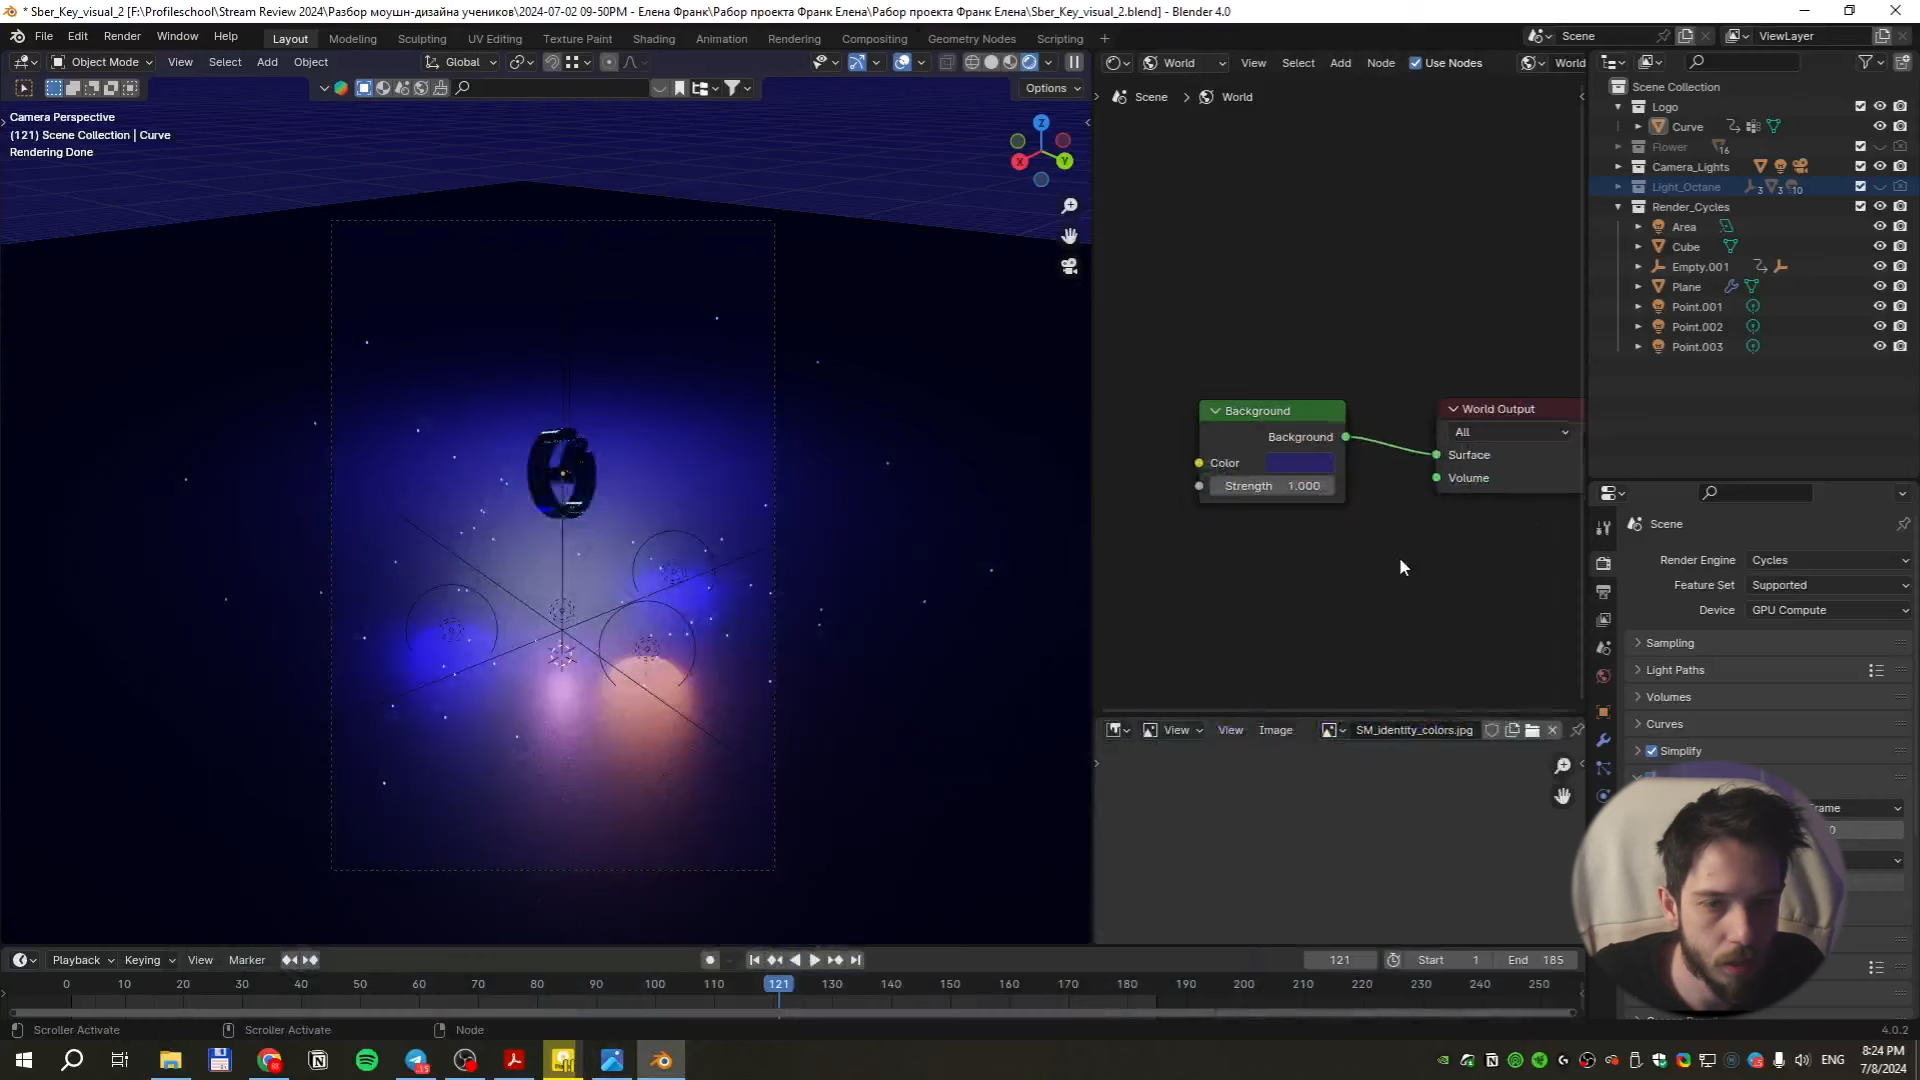 * Sber_Key_visual_2 [F:\Profileschool\Stream Review 2024\Разбор моушн-дизайна учеников\2024-07-02 09-50PM - Елена Франк\Рабор проекта Франк Елена\Рабор проекта Франк Елена\Sber_Key_visual_2.blend] - Blender 4.0
File Edit Render Window Help Layout Modeling Sculpting UV Editing Texture Paint Shading Animation Rendering Compositing Geometry Nodes Scripting + Scene ViewLayer
Object Mode View Select Add Object Global World View Select Add Node Use Nodes World
Options
Scene > World
Camera Perspective
(121) Scene Collection | Curve
Rendering Done
Z
X
Y
Background
Background
Color
Strength 1.000
World Output
All
Surface
Volume
View View Image SM_identity_colors.jpg
Scene Collection
Logo
Curve
Flower 16
Camera_Lights
Light_Octane 3 3 10
Render_Cycles
Area
Cube
Empty.001
Plane
Point.001
Point.002
Point.003
Scene
Render Engine Cycles
Feature Set Supported
Device GPU Compute
Sampling
Light Paths
Volumes
Curves
Simplify
Playback Keying View Marker 121 Start 1 End 185
0 10 20 30 40 50 60 70 80 90 100 110 121 130 140 150 160 170 180 190 200 210 220 230 240 250
Scroller Activate Scroller Activate Node 4.0.2
ENG
8:24 PM
7/8/2024